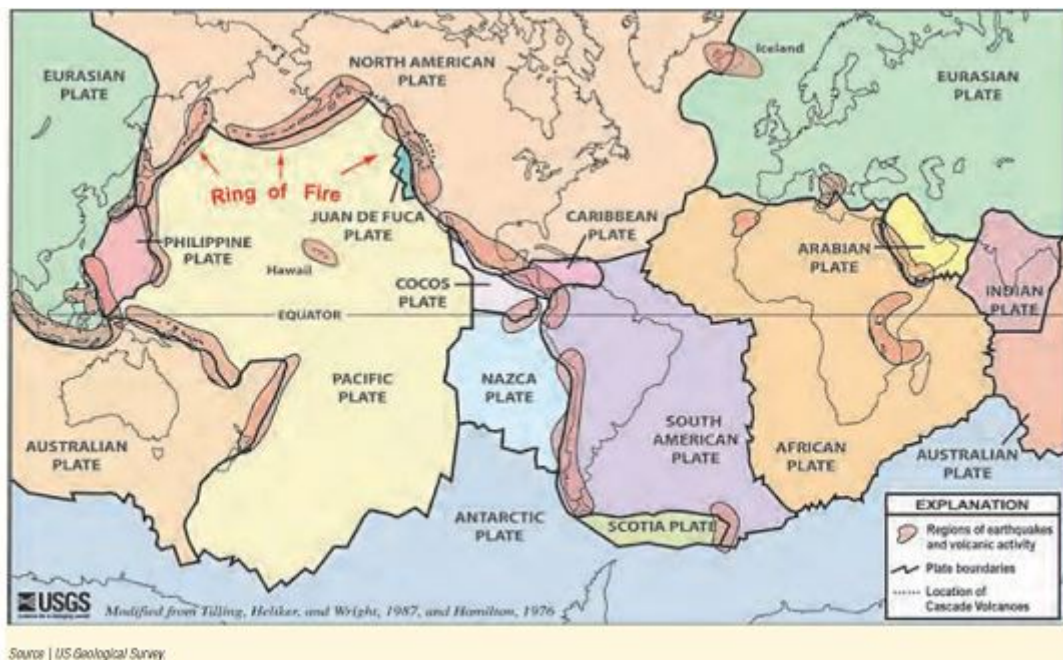 EURASIAN
PLATE
NORTH AMERICAN
PLATE
Iceland
EURASIAN
PLATE
Ring of Fire
JUAN DE FUCA
PLATE
CARIBBEAN
PLATE
PHILIPPINE
PLATE
Hawaii
ARABIAN
PLATE
COCOS
PLATE
INDIAN
PLATE
EQUATOR
PACIFIC
PLATE
NAZCA
PLATE
SOUTH
AMERICAN
PLATE
AUSTRALIAN
PLATE
AFRICAN
PLATE
AUSTRALIAN
PLATE
ANTARCTIC
PLATE
SCOTIA PLATE
EXPLANATION
Regions of earthquakes
and volcanic activity
Plate boundaries
Location of
Cascade Volcanoes
USGS
Modified from Tilling, Heliker, and Wright, 1987, and Hamilton, 1976
Source | US Geological Survey